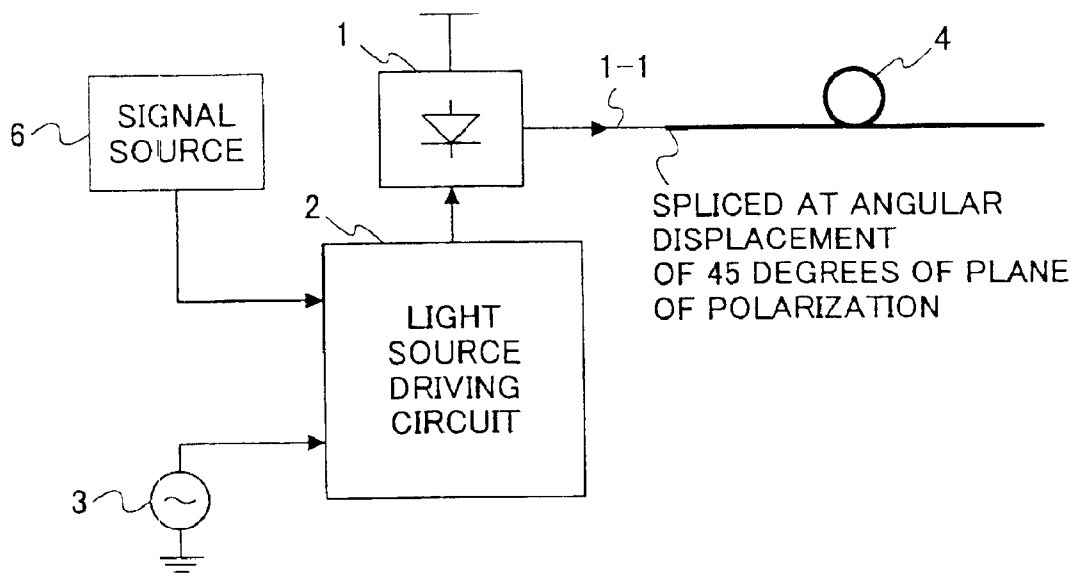 1
1-1
4
6
SIGNAL
SOURCE
2
SPLICED AT ANGULAR
DISPLACEMENT
OF 45 DEGREES OF PLANE
OF POLARIZATION
LIGHT
SOURCE
DRIVING
CIRCUIT
3